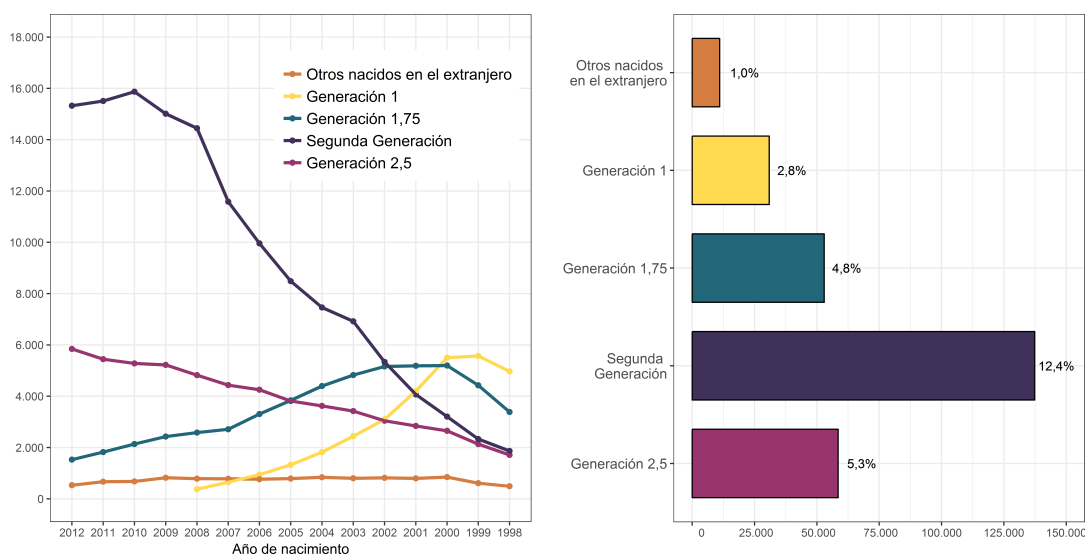 18.000
16.000
14.000
12.000
10.000
8.000
6.000
4.000
2.000
0
Otros nacidos en el extranjero
Generación 1
Generación 1,75
Segunda Generación
Generación 2,5
2012 2011 2010 2009 2008 2007 2006 2005 2004 2003 2002 2001 2000 1999 1998
Año de nacimiento
Otros nacidos
en el extranjero
1,0%
Generación 1
2,8%
Generación 1,75
4,8%
Segunda
Generación
12,4%
Generación 2,5
5,3%
0 25.000 50.000 75.000 100.000 125.000 150.000